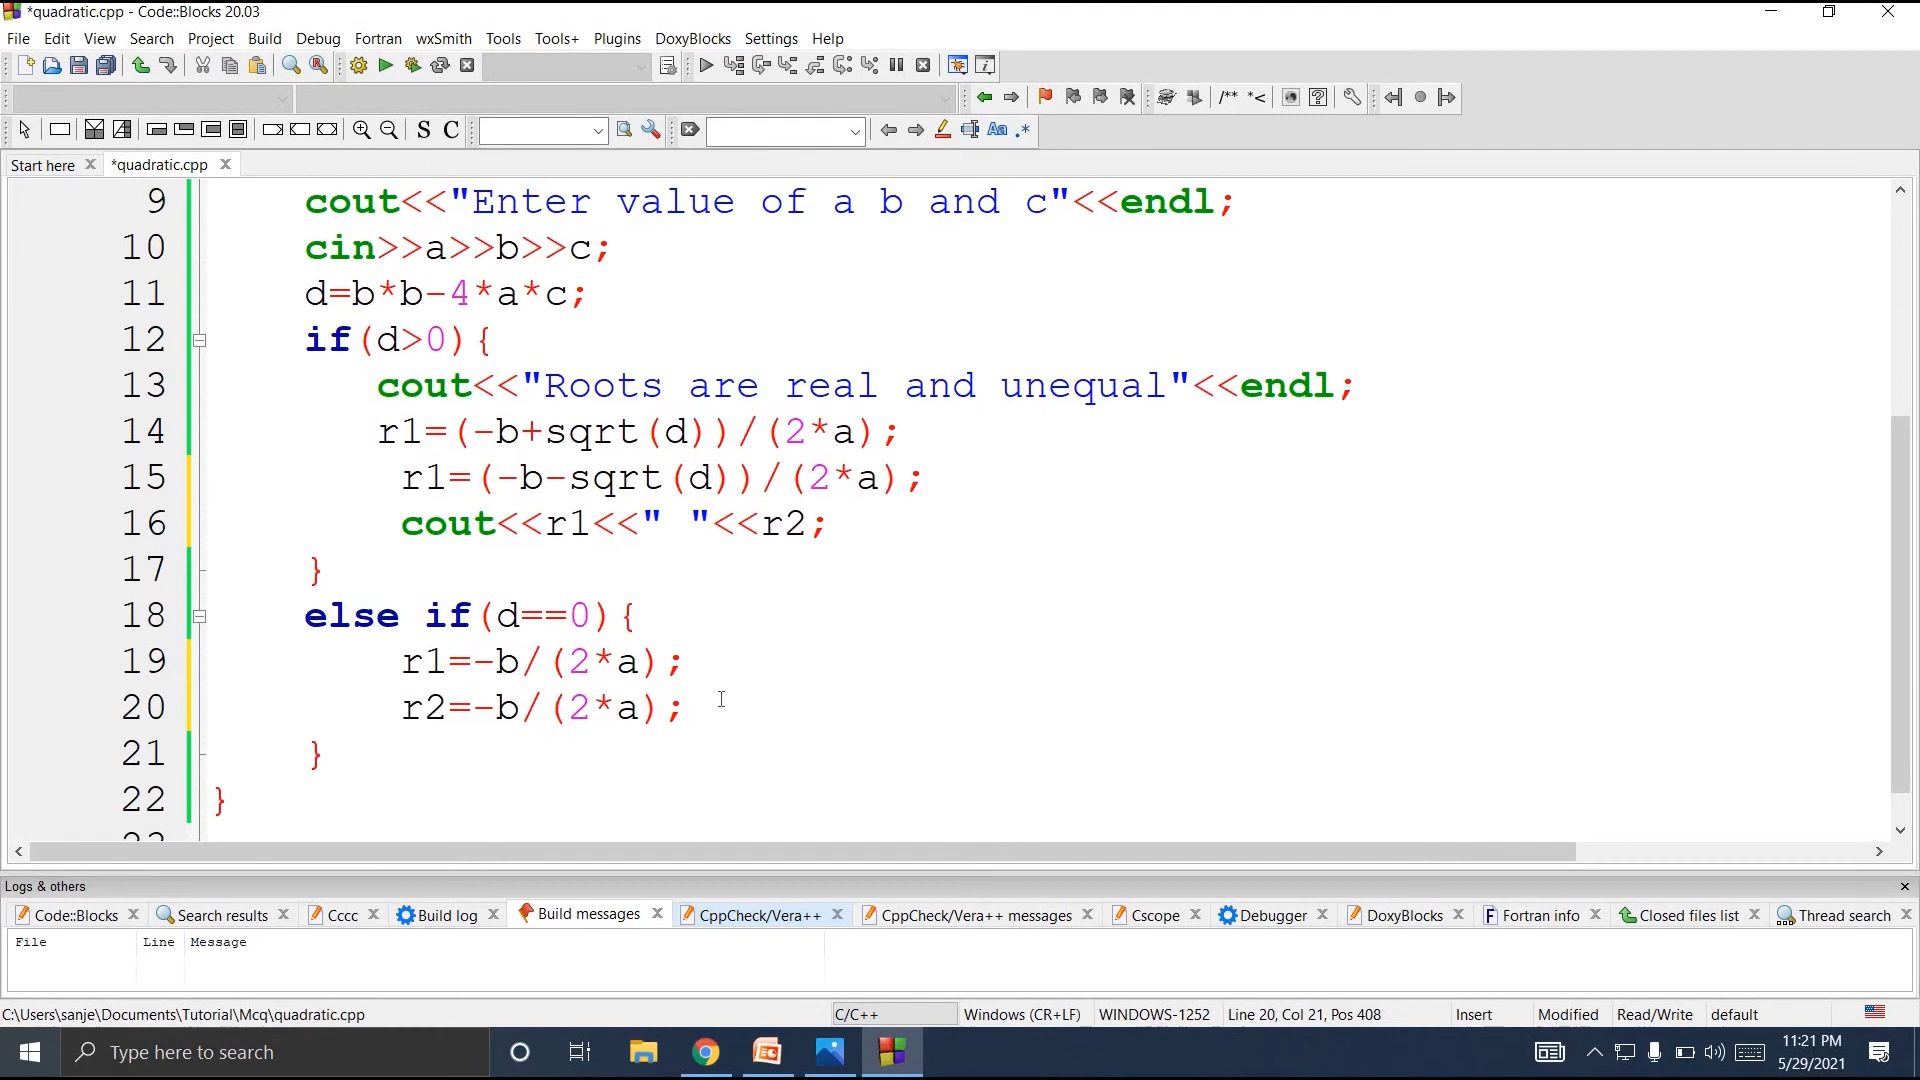 *quadratic.cpp - Code::Blocks 20.03
File Edit View Search Project Build Debug Fortran wxSmith Tools Tools+ Plugins DoxyBlocks Settings Help
/** *<
S C
Aa .*
Start here *quadratic.cpp
9 cout<<"Enter value of a b and c"<<endl;
10 cin>>a>>b>>c;
11 d=b*b-4*a*c;
12 if(d>0){
13 cout<<"Roots are real and unequal"<<endl;
14 r1=(-b+sqrt(d))/(2*a);
15 r1=(-b-sqrt(d))/(2*a);
16 cout<<r1<<" "<<r2;
17 }
18 else if(d==0){
19 r1=-b/(2*a);
20 r2=-b/(2*a);
21 }
22 }
Logs & others
Code::Blocks Search results Cccc Build log Build messages CppCheck/Vera++ CppCheck/Vera++ messages Cscope Debugger DoxyBlocks Fortran info Closed files list Thread search
File Line Message
C:\Users\sanje\Documents\Tutorial\Mcq\quadratic.cpp C/C++ Windows (CR+LF) WINDOWS-1252 Line 20, Col 21, Pos 408 Insert Modified Read/Write default
Type here to search
11:21 PM
5/29/2021